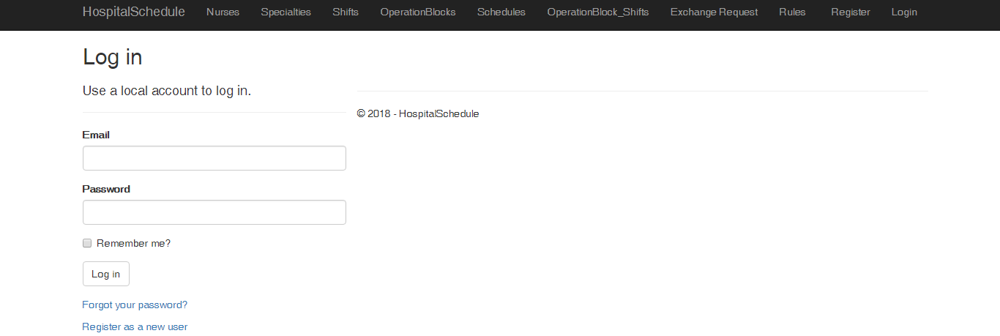 HospitalSchedule Nurses Specialties Shifts OperationBlocks Schedules OperationBlock_Shifts Exchange Request Rules Register Login
Log in
Use a local account to log in.
© 2018 - HospitalSchedule
Email
Password
Remember me?
Log in
Forgot your password?
Register as a new user